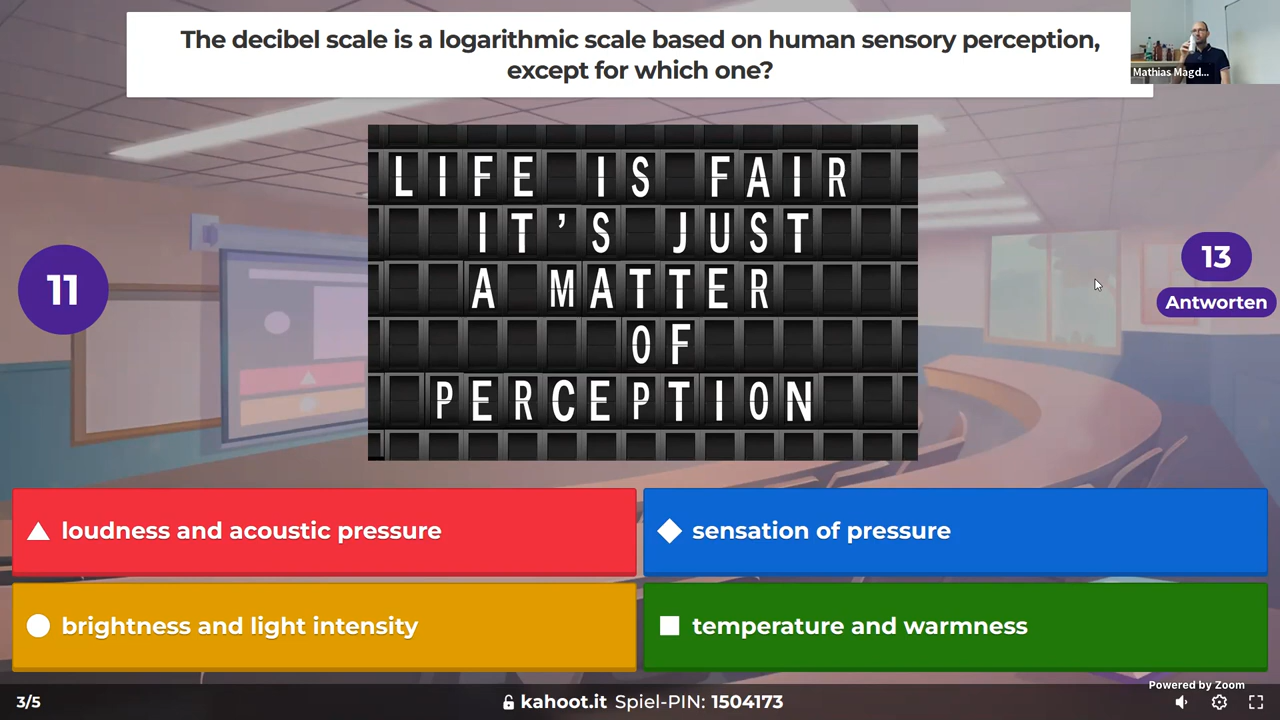 The decibel scale is a logarithmic scale based on human sensory perception,
except for which one?
Mathias Magd...
LIFE IS FAIR
IT'S JUST
A MATTER
OF
PERCEPTION
11
13
Antworten
loudness and acoustic pressure
sensation of pressure
brightness and light intensity
temperature and warmness
Powered by Zoom
3/5
kahoot.it Spiel-PIN: 1504173